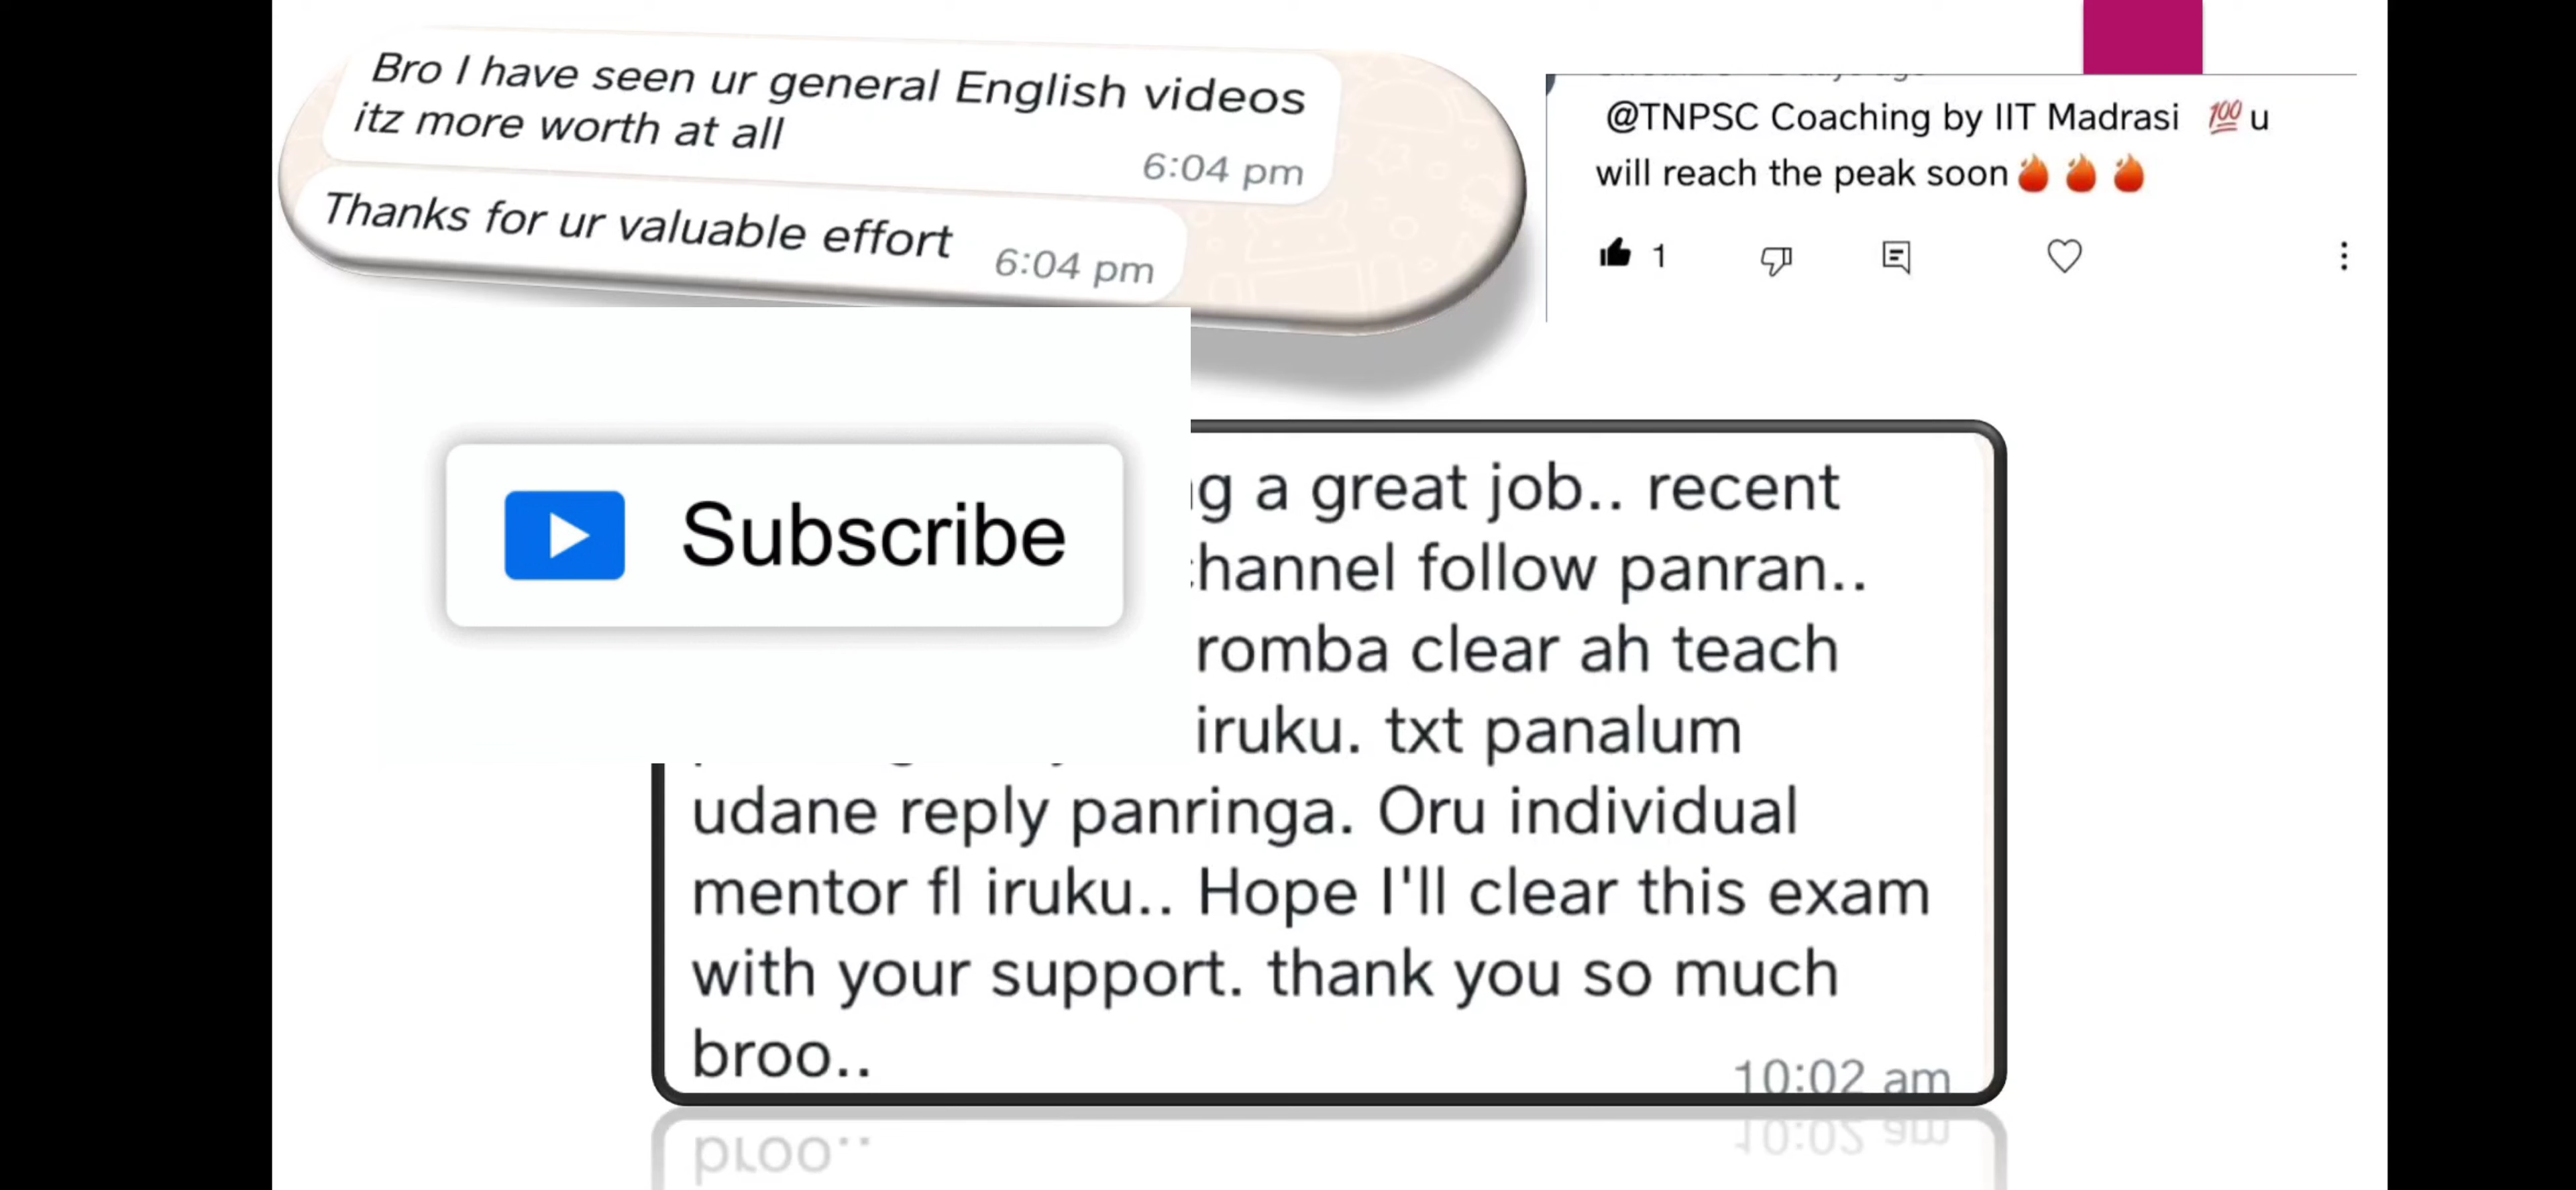 Bro I have seen ur general English videos
itz more worth at all
6:04 pm
Thanks for ur valuable effort
6:04 pm
@TNPSC Coaching by IIT Madrasi 💯 u
will reach the peak soon🔥🔥🔥
1
Subscribe
a great job.. recent
follow panran..
romba clear ah teach
iruku. txt panalum
udane reply panringa. Oru individual
mentor fl iruku.. Hope I'll clear this exam
with your support. thank you so much
broo..
10:02 am